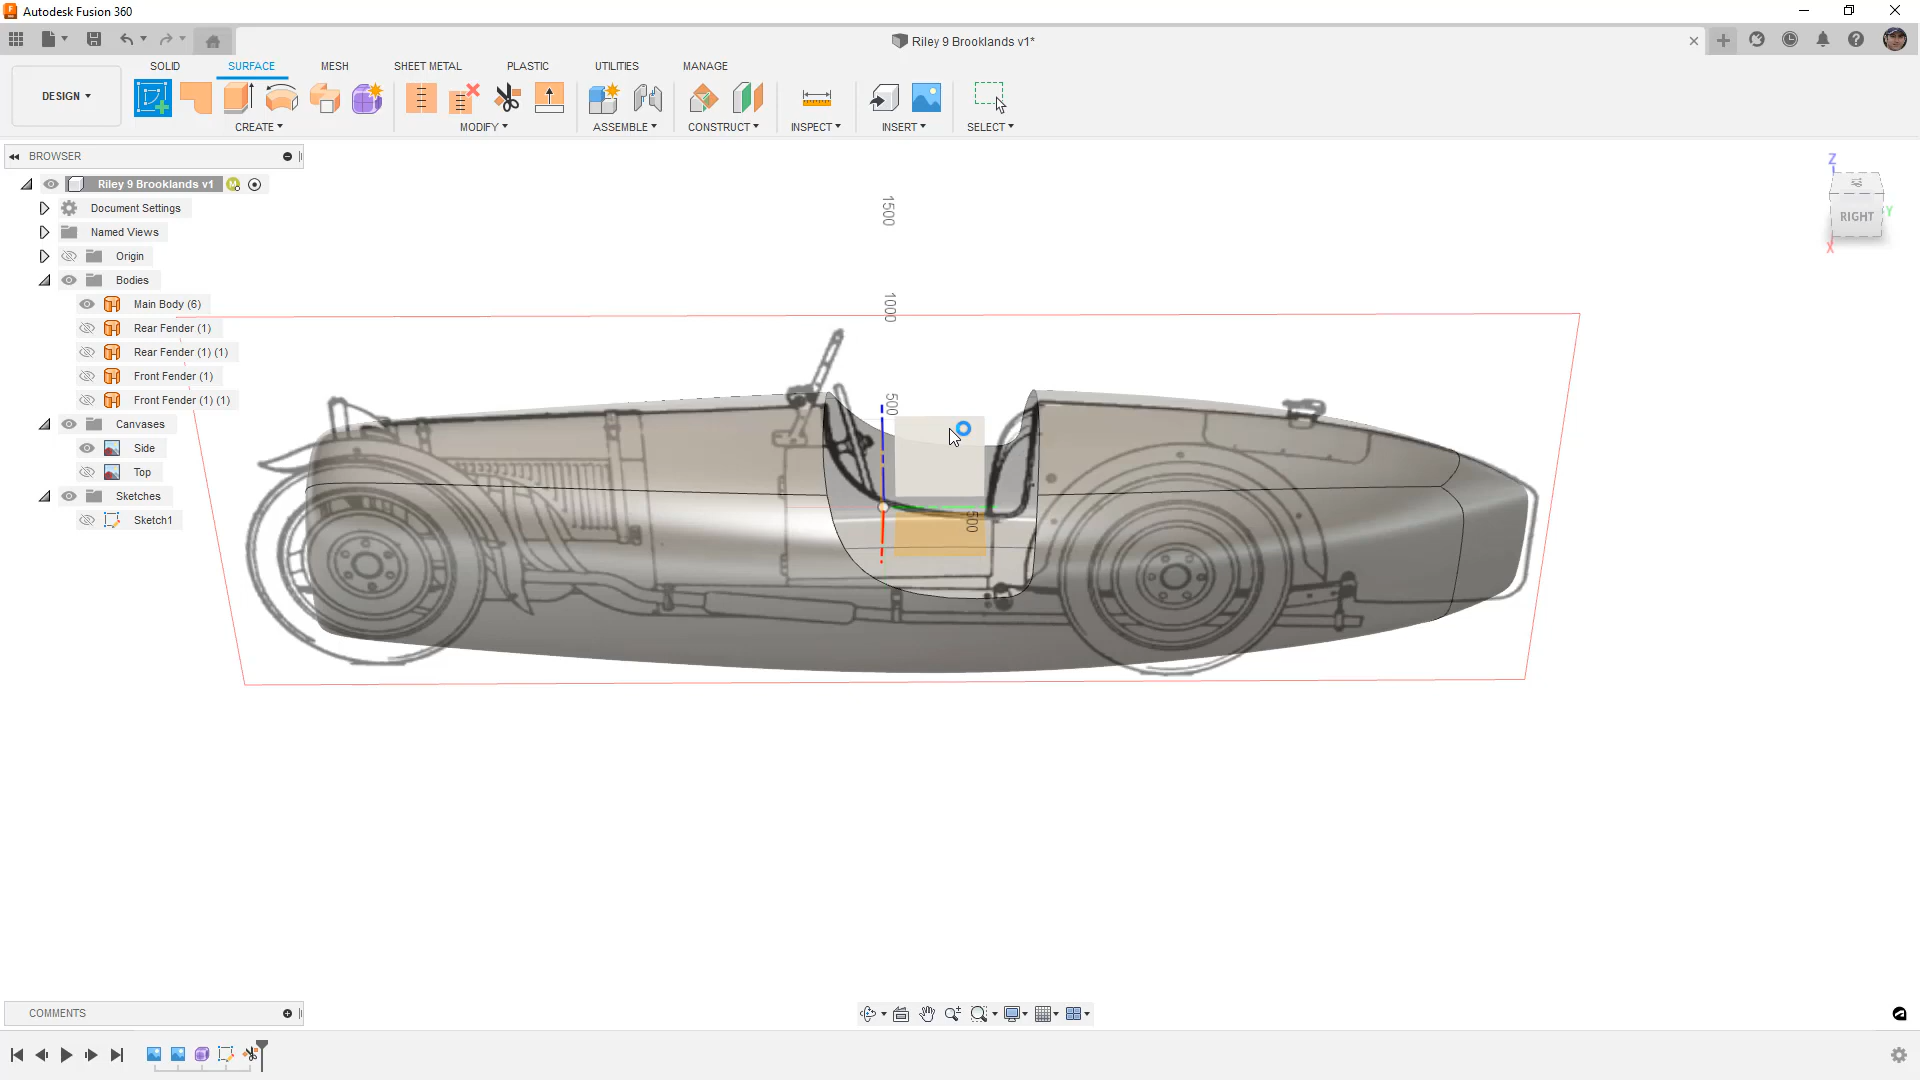 Autodesk Fusion 360
Riley 9 Brooklands v1*
DESIGN
SOLID
SURFACE
MESH
SHEET METAL
PLASTIC
UTILITIES
MANAGE
CREATE
MODIFY
ASSEMBLE
CONSTRUCT
INSPECT
INSERT
SELECT
BROWSER
Riley 9 Brooklands v1
Document Settings
Named Views
Origin
Bodies
Main Body (6)
Rear Fender (1)
Rear Fender (1) (1)
Front Fender (1)
Front Fender (1) (1)
Canvases
Side
Top
Sketches
Sketch1
1500
1000
500
500
Z
RIGHT
Y
X
COMMENTS